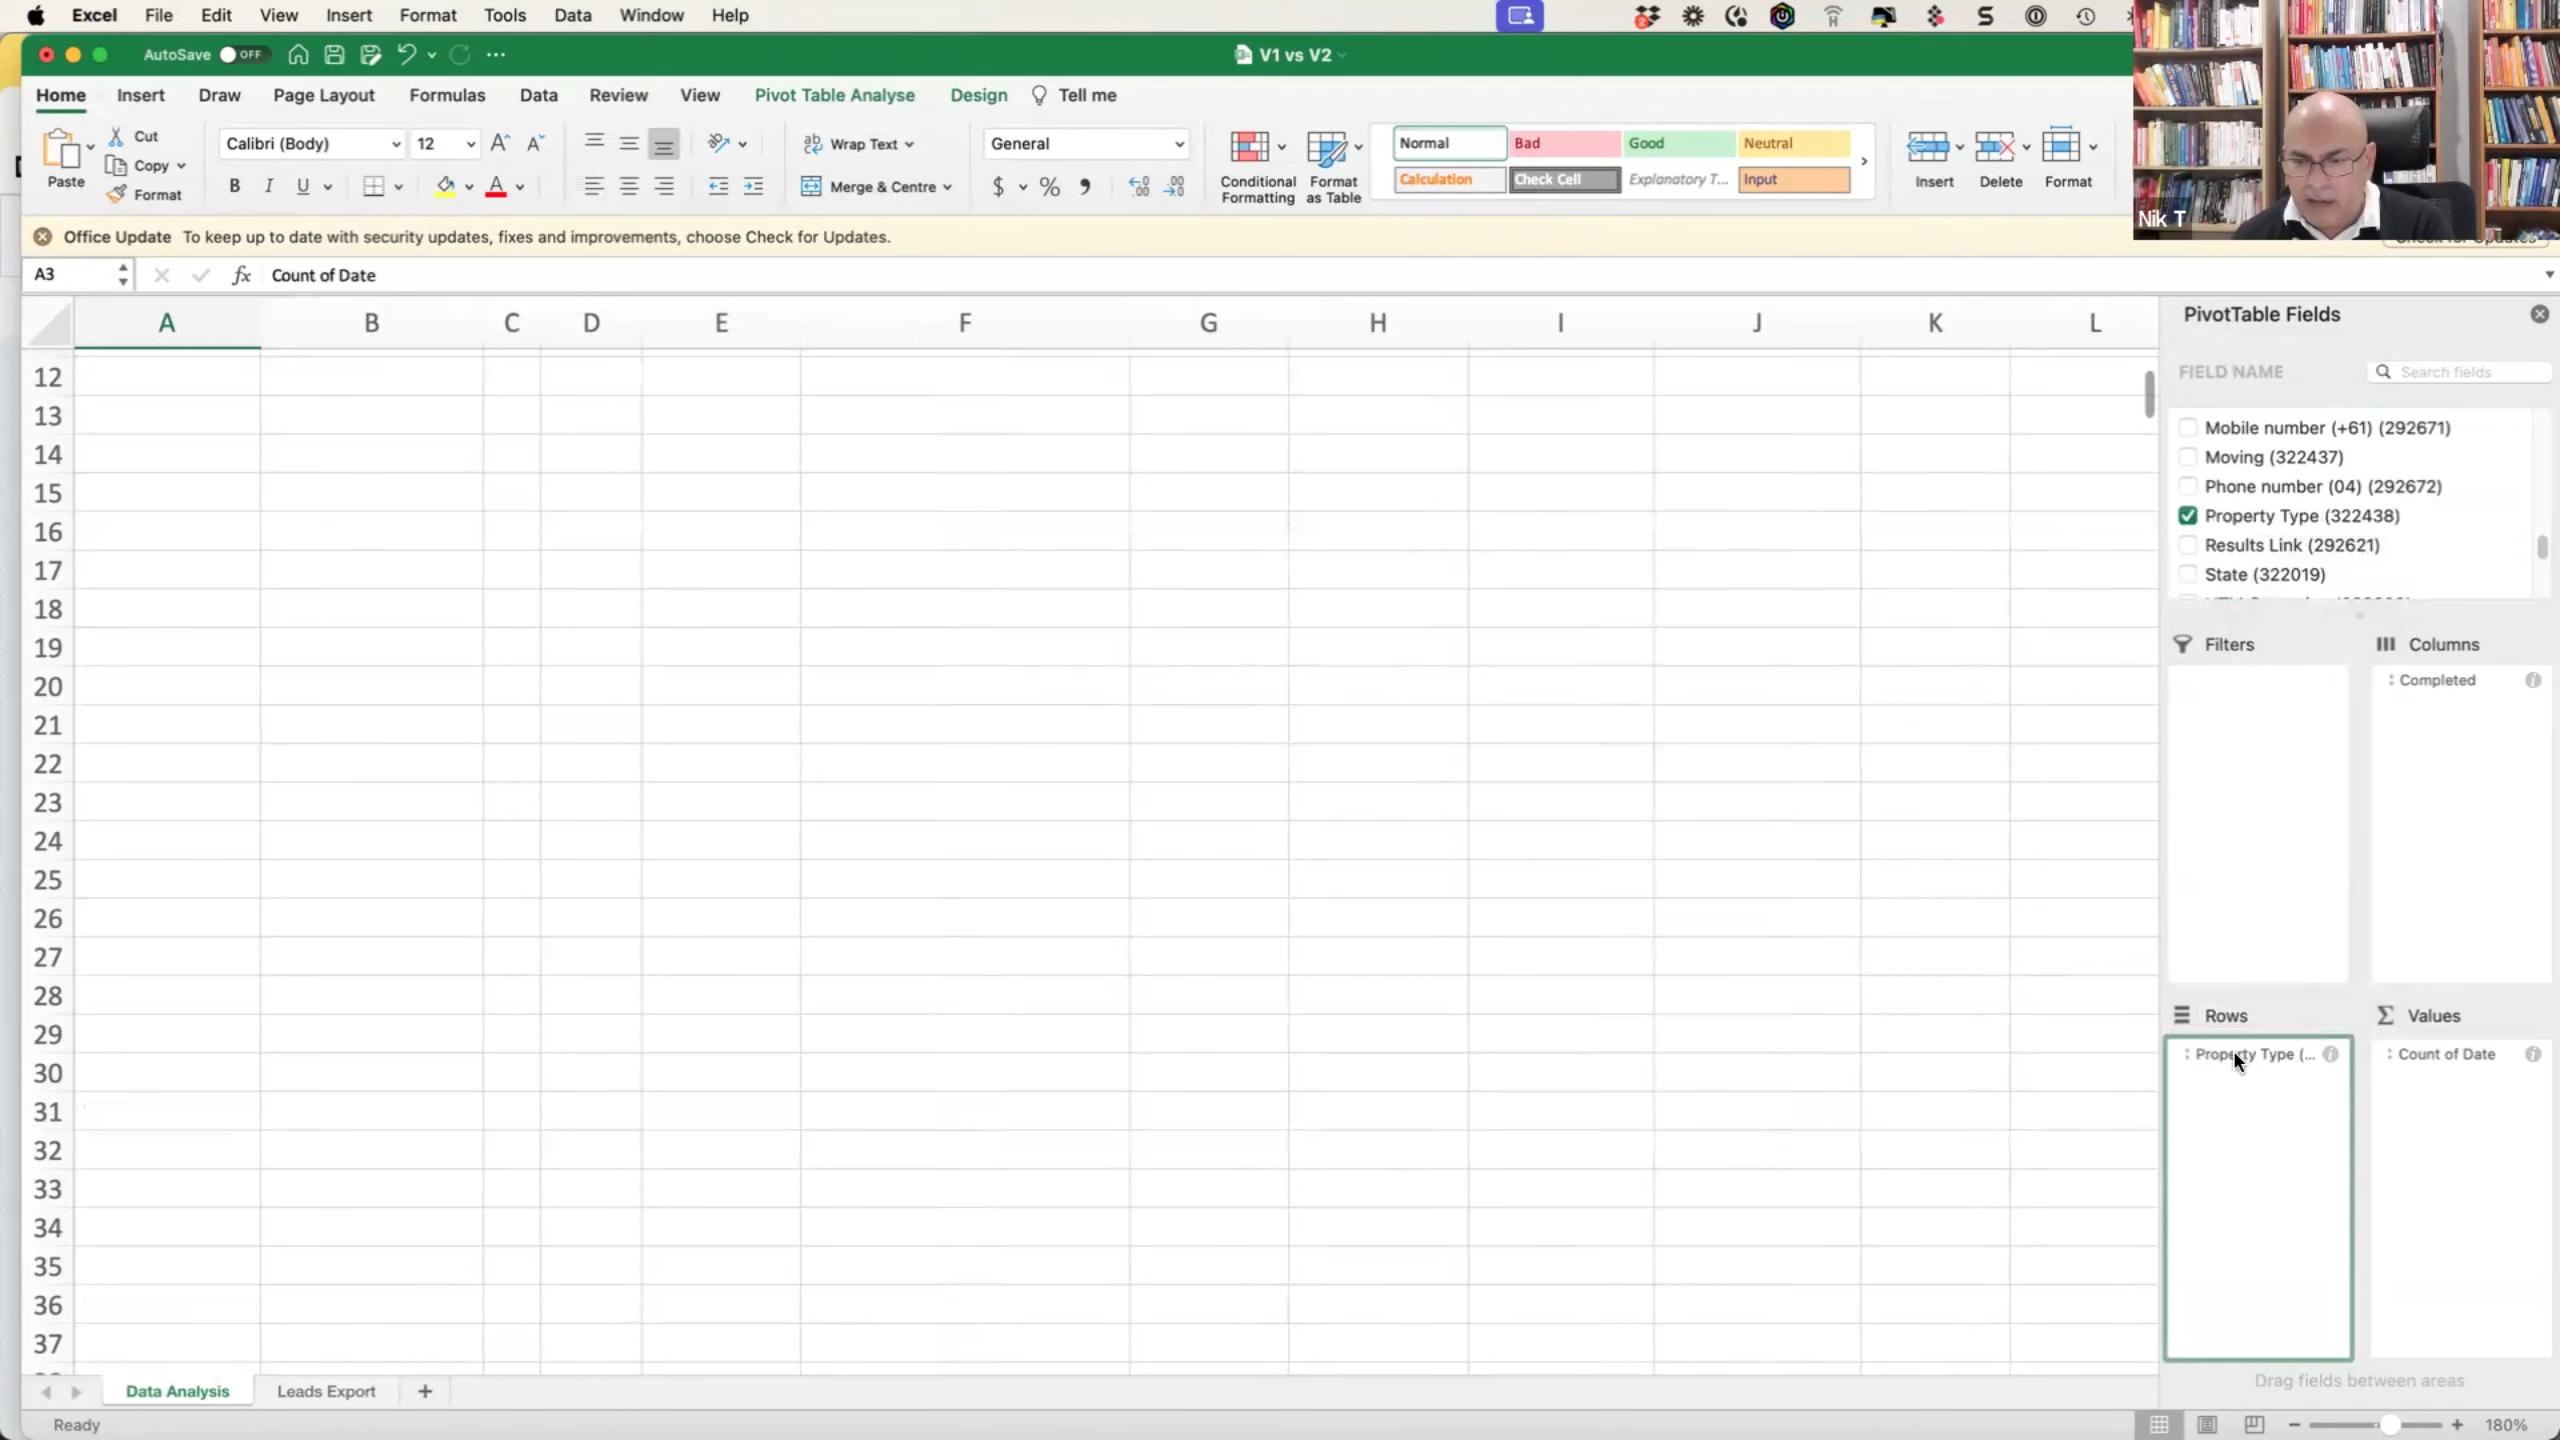 Excel File Edit View Insert Format Tools Data Window Help
AutoSave OFF V1 vs V2
Home Insert Draw Page Layout Formulas Data Review View Pivot Table Analyse Design Tell me
Paste
Cut
Copy
Format
Calibri (Body) 12
B I U
Wrap Text
Merge & Centre
General
Conditional Formatting
Format as Table
Normal Bad Good Neutral
Calculation Check Cell Explanatory T... Input
Insert Delete Format
Nik T
Office Update To keep up to date with security updates, fixes and improvements, choose Check for Updates.
A3 fx Count of Date
A B C D E F G H I J K L
12
13
14
15
16
17
18
19
20
21
22
23
24
25
26
27
28
29
30
31
32
33
34
35
36
37
PivotTable Fields
FIELD NAME Search fields
Mobile number (+61) (292671)
Moving (322437)
Phone number (04) (292672)
Property Type (322438)
Results Link (292621)
State (322019)
Filters Columns
Completed
Rows Values
Property Type (... Count of Date
Drag fields between areas
Data Analysis Leads Export +
Ready 180%